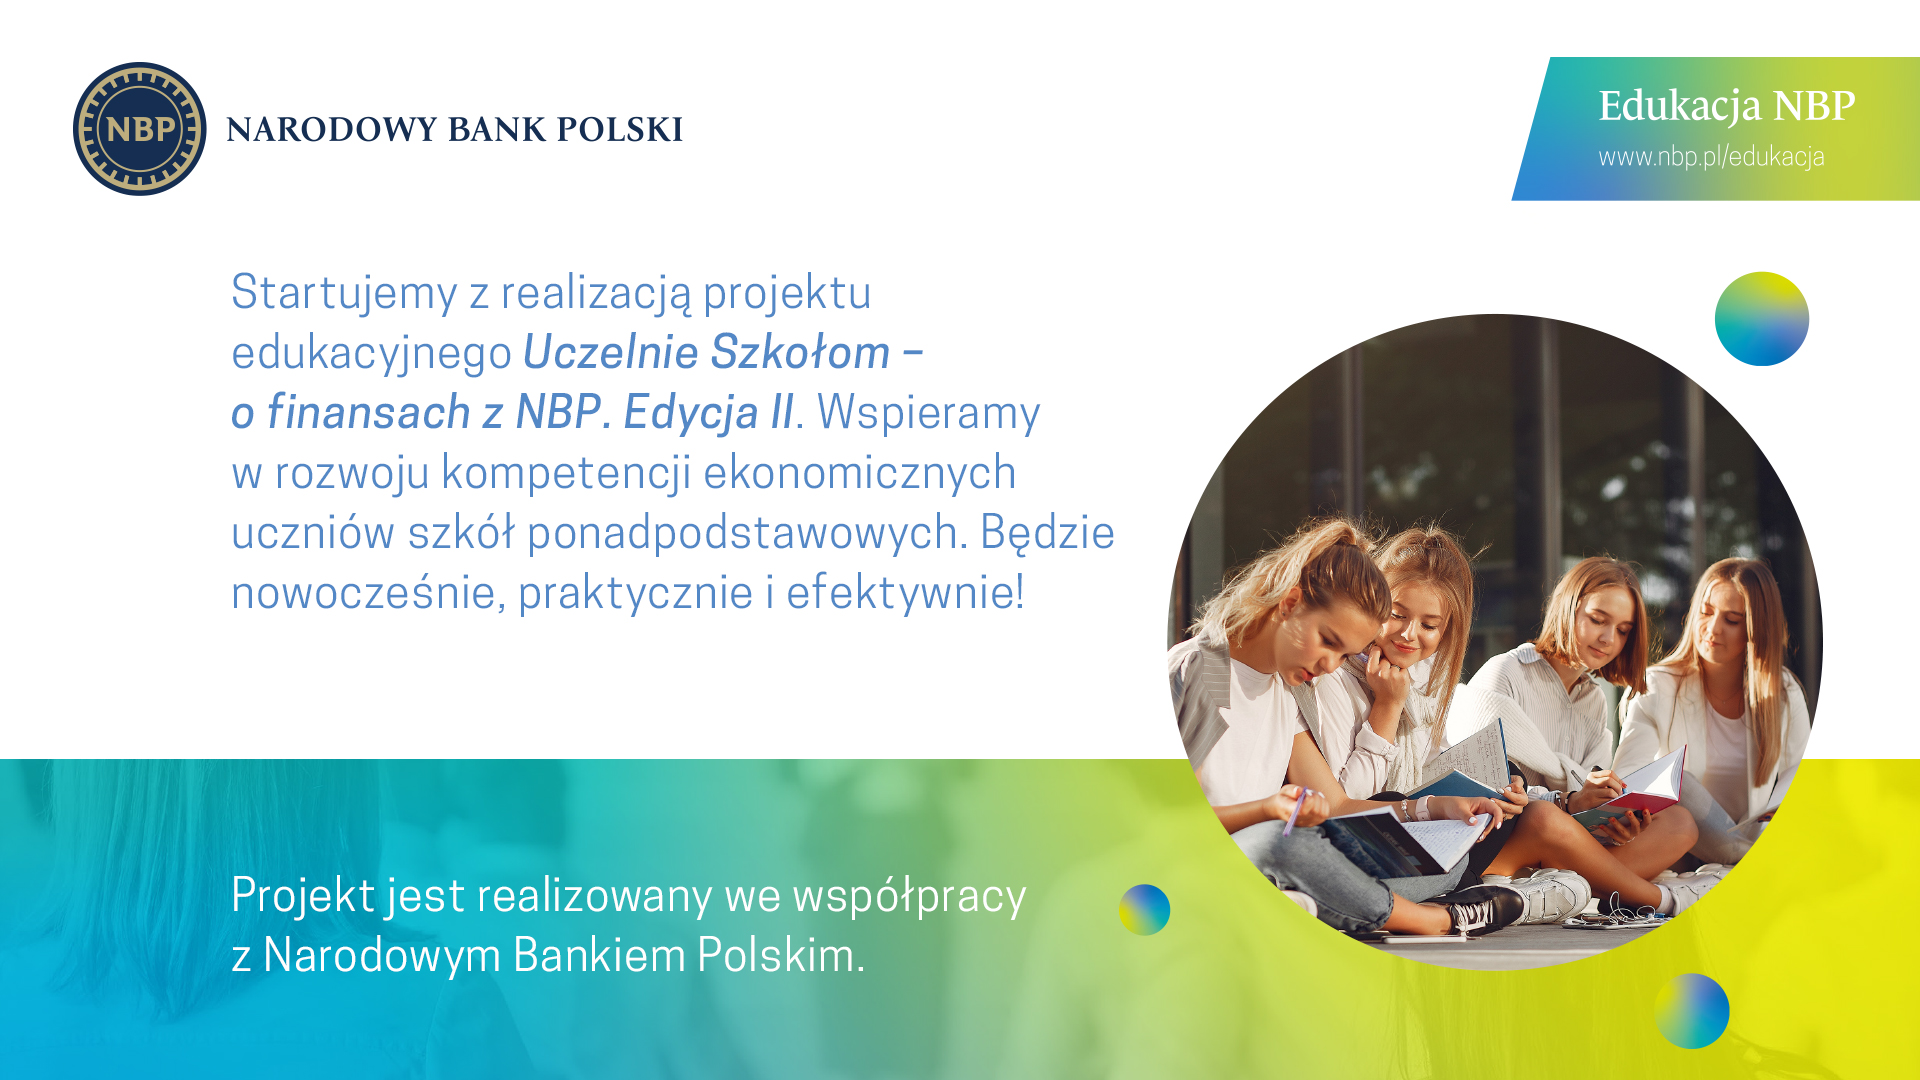 NBP
NARODOWY BANK POLSKI
Edukacja NBP
www.nbp.pl/edukacja
Startujemy z realizacją projektu
edukacyjnego Uczelnie Szkołom –
o finansach z NBP. Edycja II. Wspieramy
w rozwoju kompetencji ekonomicznych
uczniów szkół ponadpodstawowych. Będzie
nowocześnie, praktycznie i efektywnie!
Projekt jest realizowany we współpracy
z Narodowym Bankiem Polskim.